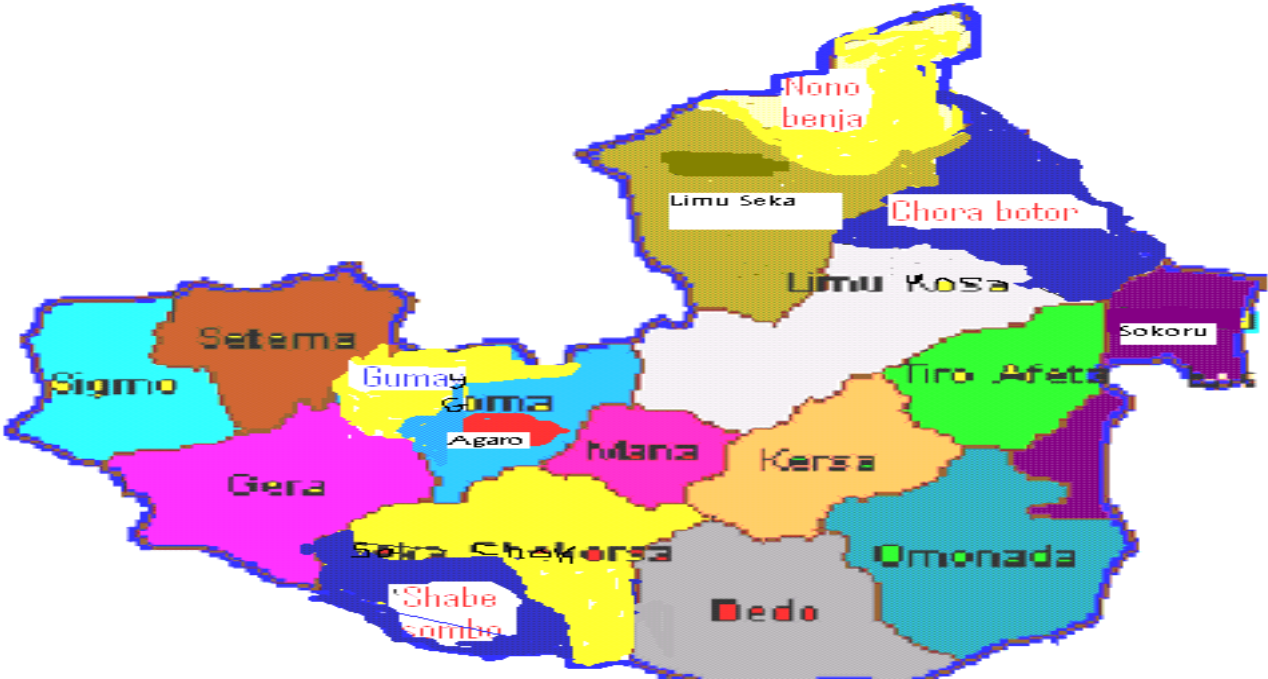 Nono
benja
Limu Seka
Chora botor
Limu Kosa
Setema
Sokoru
Sigmo
Gumay
Goma
Tiro Afeta
Agaro
Mana
Kersa
Gera
Seka Chekorsa
Omonada
Shabe
sombo
Dedo